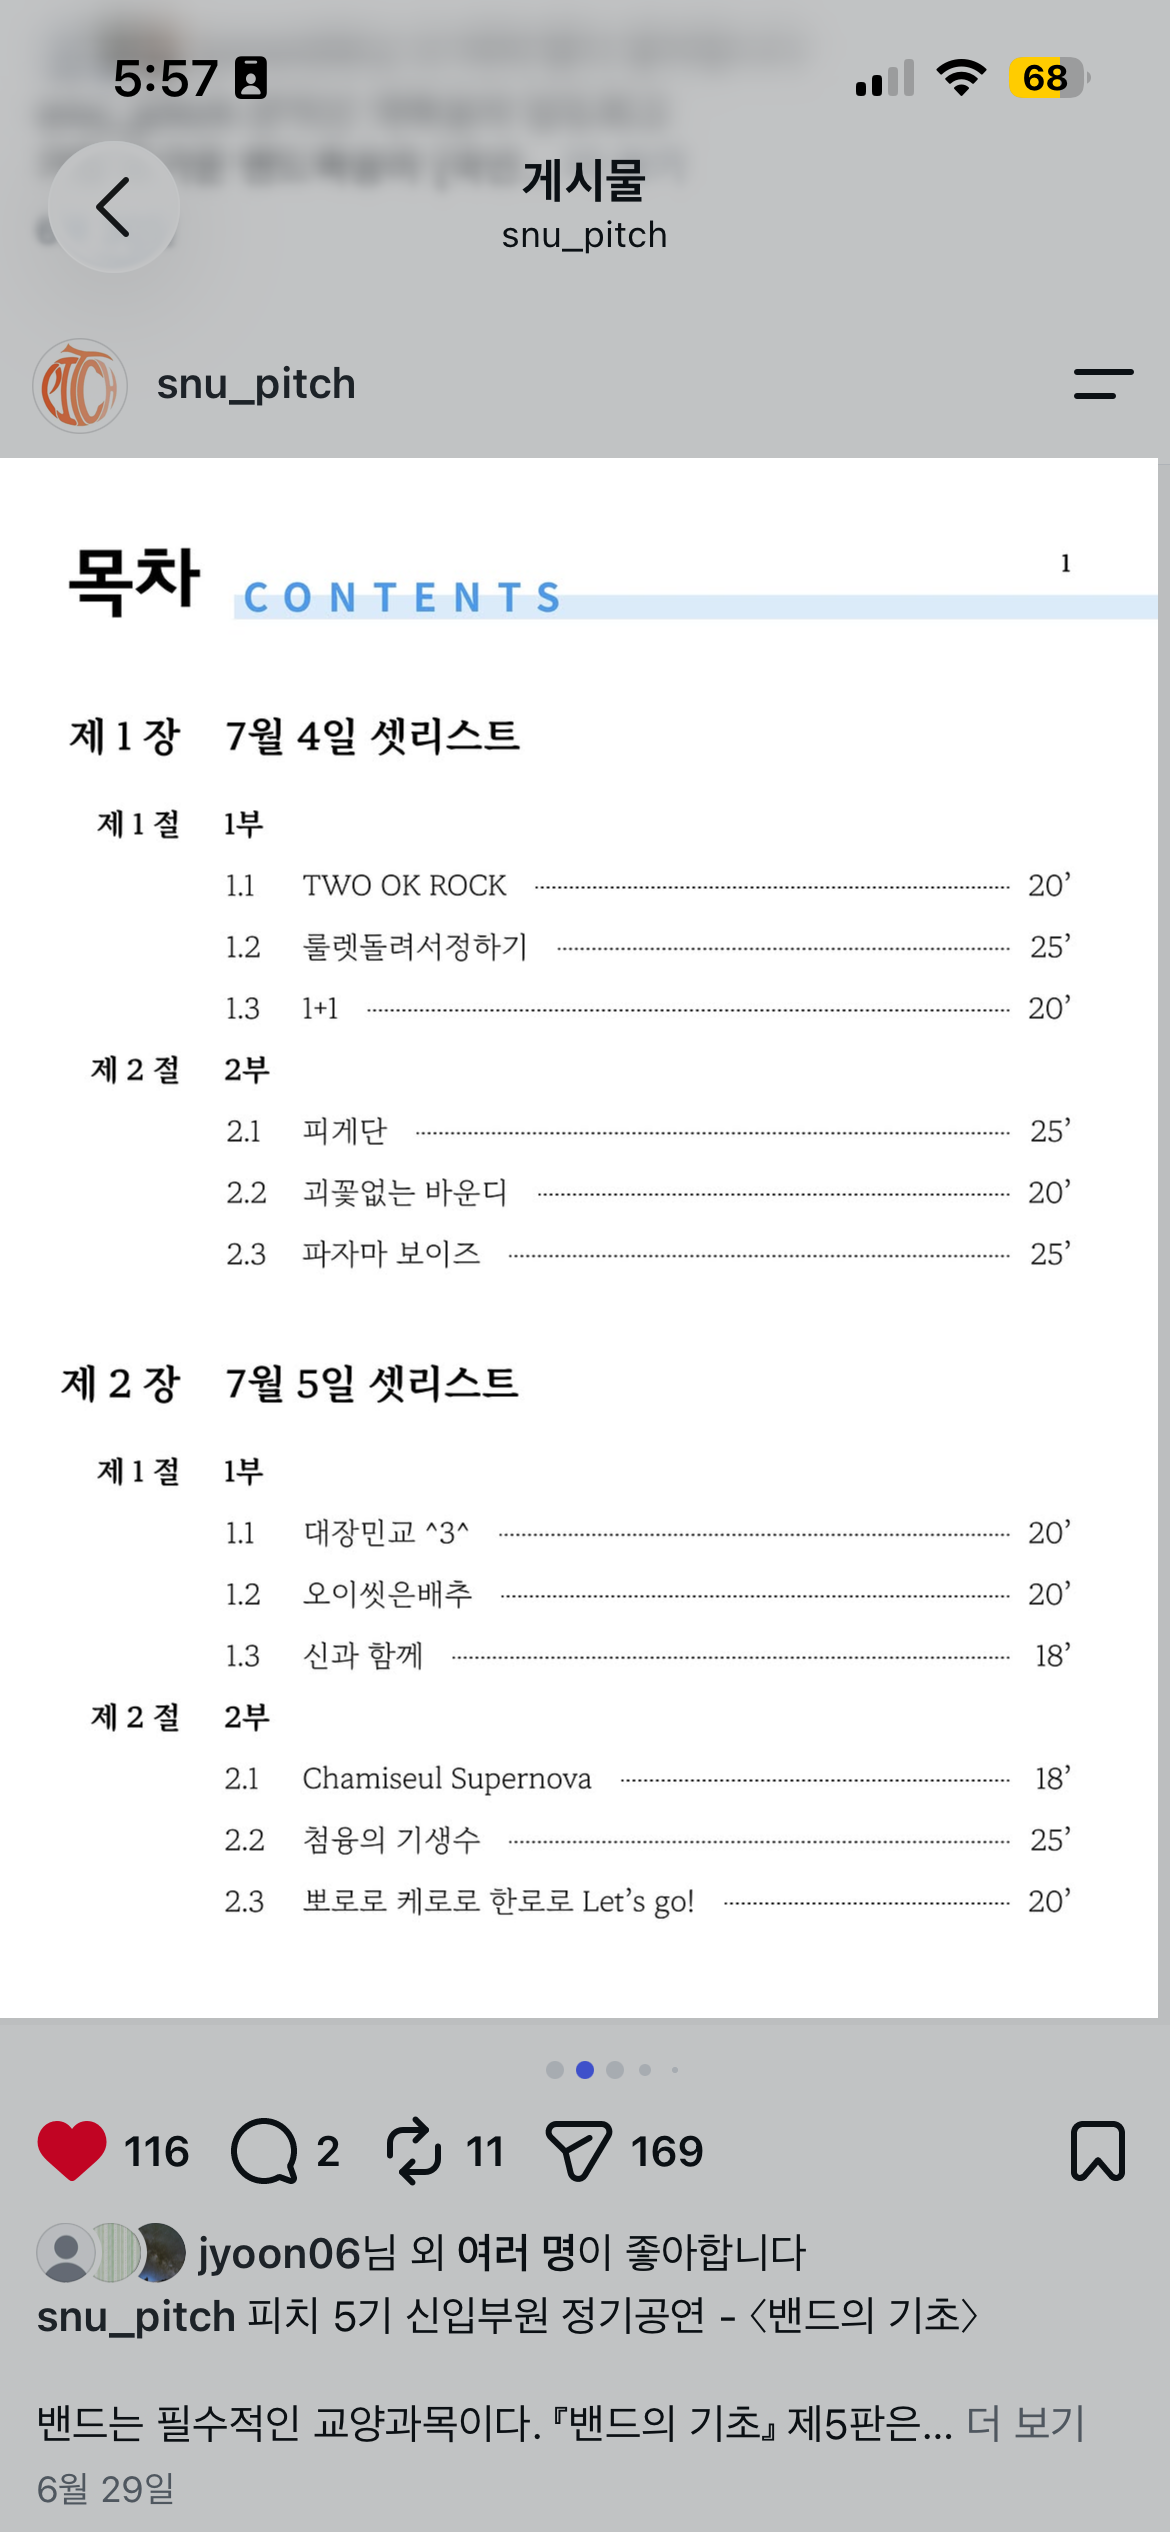 5:57
68
게시물
snu_pitch
snu_pitch
목차 CONTENTS 1
제 1 장 7월 4일 셋리스트
제 1 절 1부
1.1 TWO OK ROCK 20’
1.2 룰렛돌려서정하기 25’
1.3 1+1 20’
제 2 절 2부
2.1 피게단 25’
2.2 괴꽃없는 바운디 20’
2.3 파자마 보이즈 25’
제 2 장 7월 5일 셋리스트
제 1 절 1부
1.1 대장민교 ^3^ 20’
1.2 오이씻은배추 20’
1.3 신과 함께 18’
제 2 절 2부
2.1 Chamiseul Supernova 18’
2.2 첨융의 기생수 25’
2.3 뽀로로 케로로 한로로 Let’s go! 20’
116 2 11 169
jyoon06님 외 여러 명이 좋아합니다
snu_pitch 피치 5기 신입부원 정기공연 - 〈밴드의 기초〉
밴드는 필수적인 교양과목이다.『밴드의 기초』제5판은... 더 보기
6월 29일